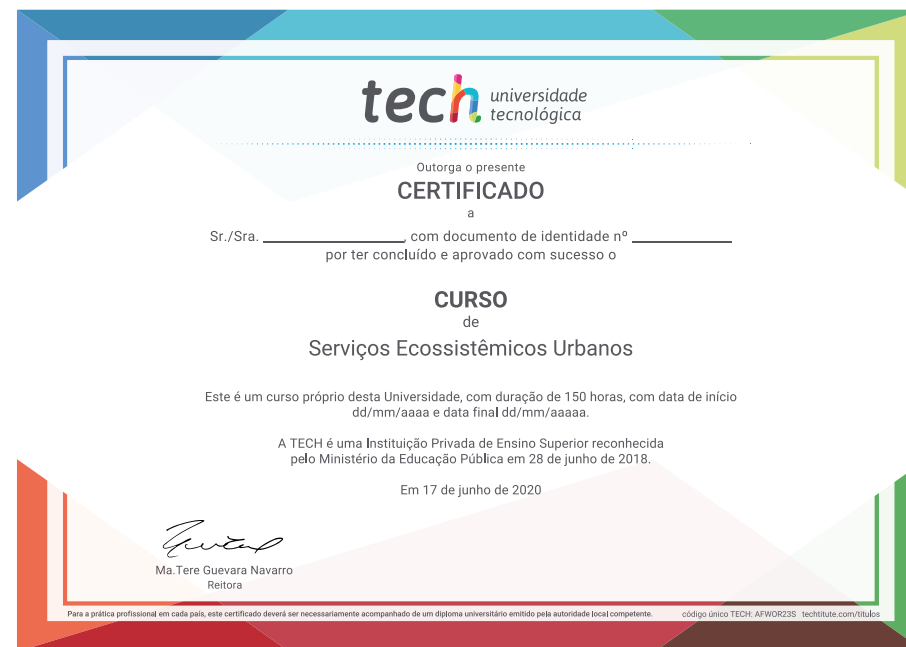 tech universidade
tecnológica
Outorga o presente
CERTIFICADO
a
Sr./Sra. ________________, com documento de identidade nº ____________
por ter concluído e aprovado com sucesso o
CURSO
de
Serviços Ecossistêmicos Urbanos
Este é um curso próprio desta Universidade, com duração de 150 horas, com data de início
dd/mm/aaaa e data final dd/mm/aaaaa.
A TECH é uma Instituição Privada de Ensino Superior reconhecida
pelo Ministério da Educação Pública em 28 de junho de 2018.
Em 17 de junho de 2020
Ma.Tere Guevara Navarro
Reitora
Para a prática profissional em cada país, este certificado deverá ser necessariamente acompanhado de um diploma universitário emitido pela autoridade local competente. código único TECH: AFWOR23S techtitute.com/titulos